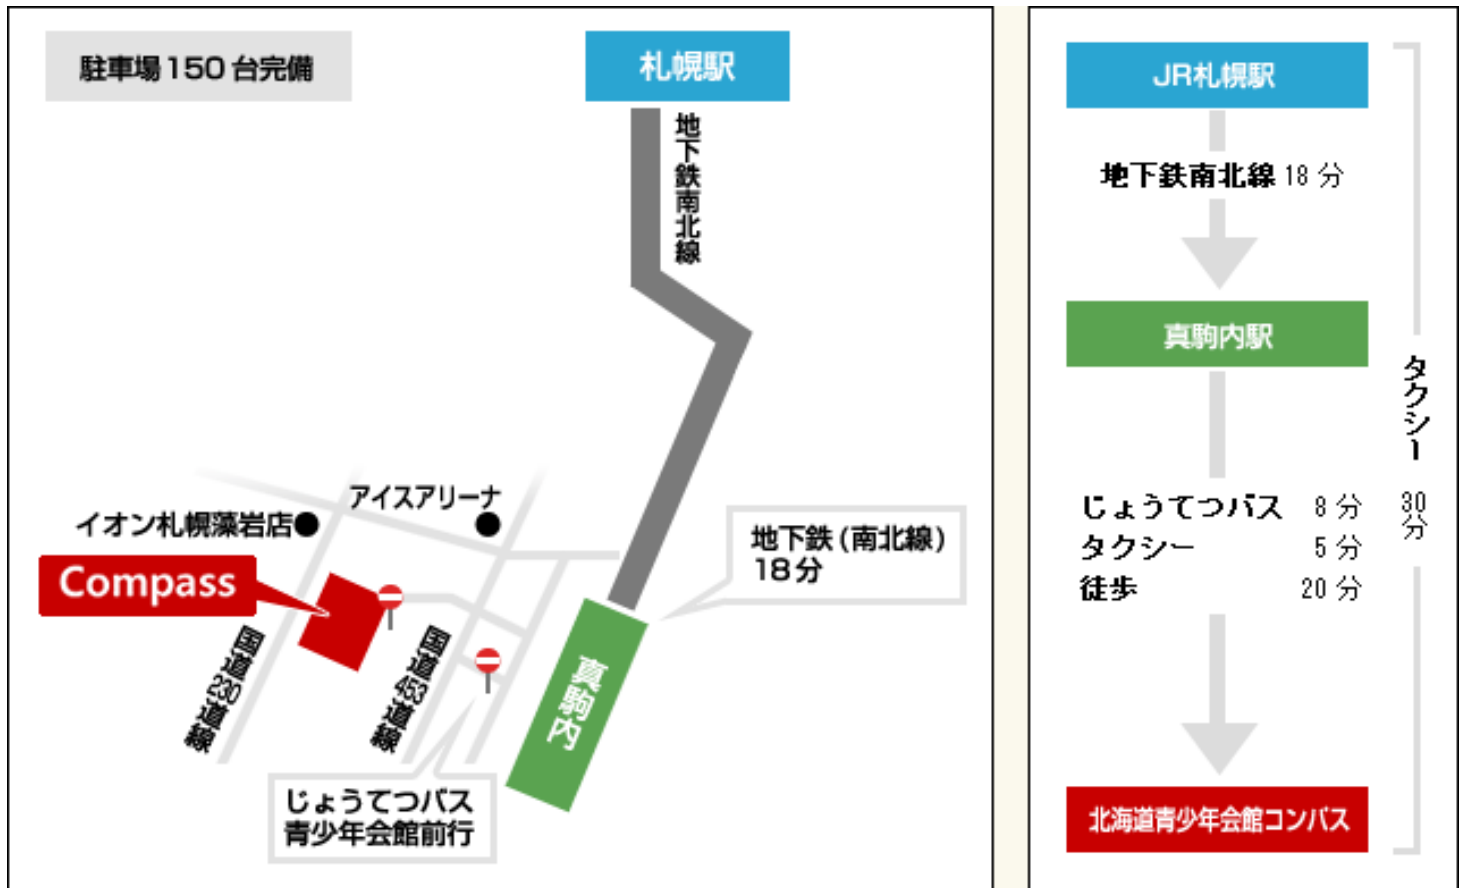 駐車場150台完備
札幌駅
地下鉄南北線
アイスアリーナ
イオン札幌藻岩店
Compass
地下鉄(南北線)
18分
国道230道線
国道453道線
真駒内
じょうてつバス
青少年会館前行
JR札幌駅
地下鉄南北線 18分
真駒内駅
じょうてつバス 8分
タクシー 5分
徒歩 20分
北海道青少年会館コンパス
タクシー 30分